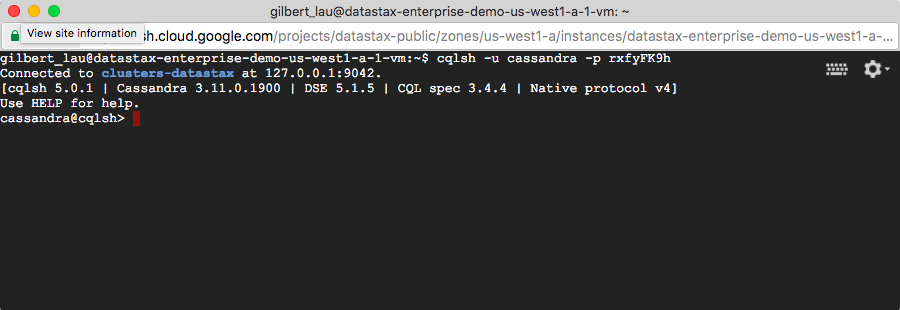 gilbert_lau@datastax-enterprise-demo-us-west1-a-1-vm: ~
View site information
sh.cloud.google.com/projects/datastax-public/zones/us-west1-a/instances/datastax-enterprise-demo-us-west1-a-...
gilbert_lau@datastax-enterprise-demo-us-west1-a-1-vm:~$ cqlsh -u cassandra -p rxfyFK9h
Connected to clusters-datastax at 127.0.0.1:9042.
[cqlsh 5.0.1 | Cassandra 3.11.0.1900 | DSE 5.1.5 | CQL spec 3.4.4 | Native protocol v4]
Use HELP for help.
cassandra@cqlsh>